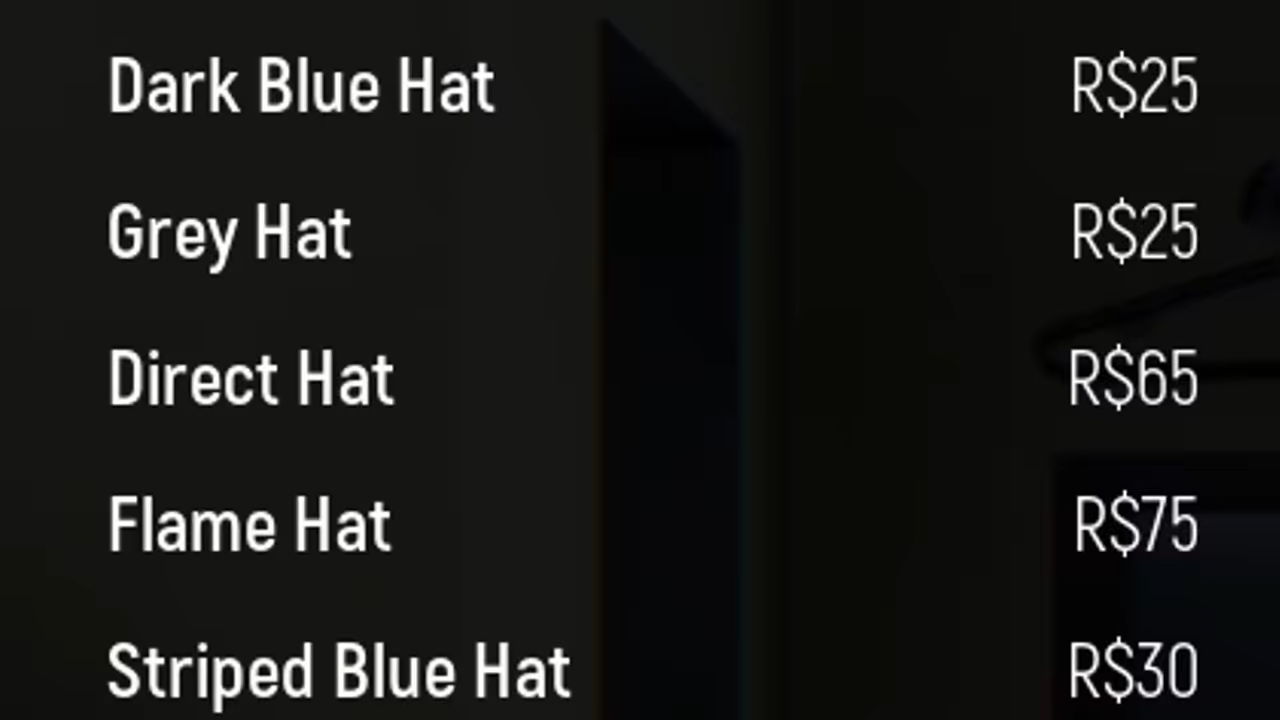 Dark Blue Hat R$25
Grey Hat R$25
Direct Hat R$65
Flame Hat R$75
Striped Blue Hat R$30